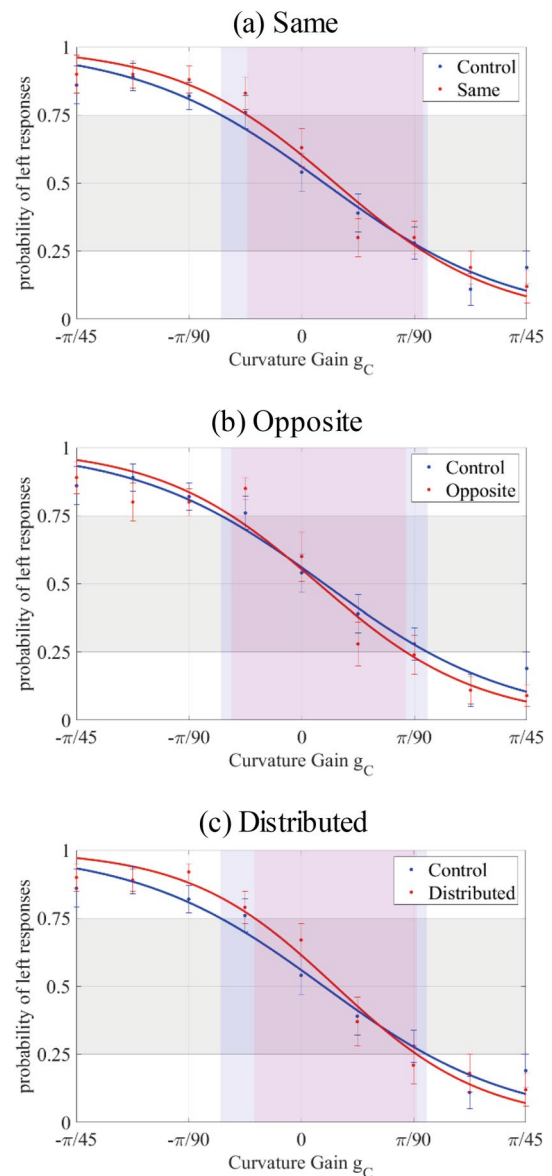 (a) Same
1
0.75
0.5
0.25
0
probability of left responses
Control
Same
-π/45
-π/90
0
π/90
π/45
Curvature Gain g_C
(b) Opposite
1
0.75
0.5
0.25
0
probability of left responses
Control
Opposite
-π/45
-π/90
0
π/90
π/45
Curvature Gain g_C
(c) Distributed
1
0.75
0.5
0.25
0
probability of left responses
Control
Distributed
-π/45
-π/90
0
π/90
π/45
Curvature Gain g_C